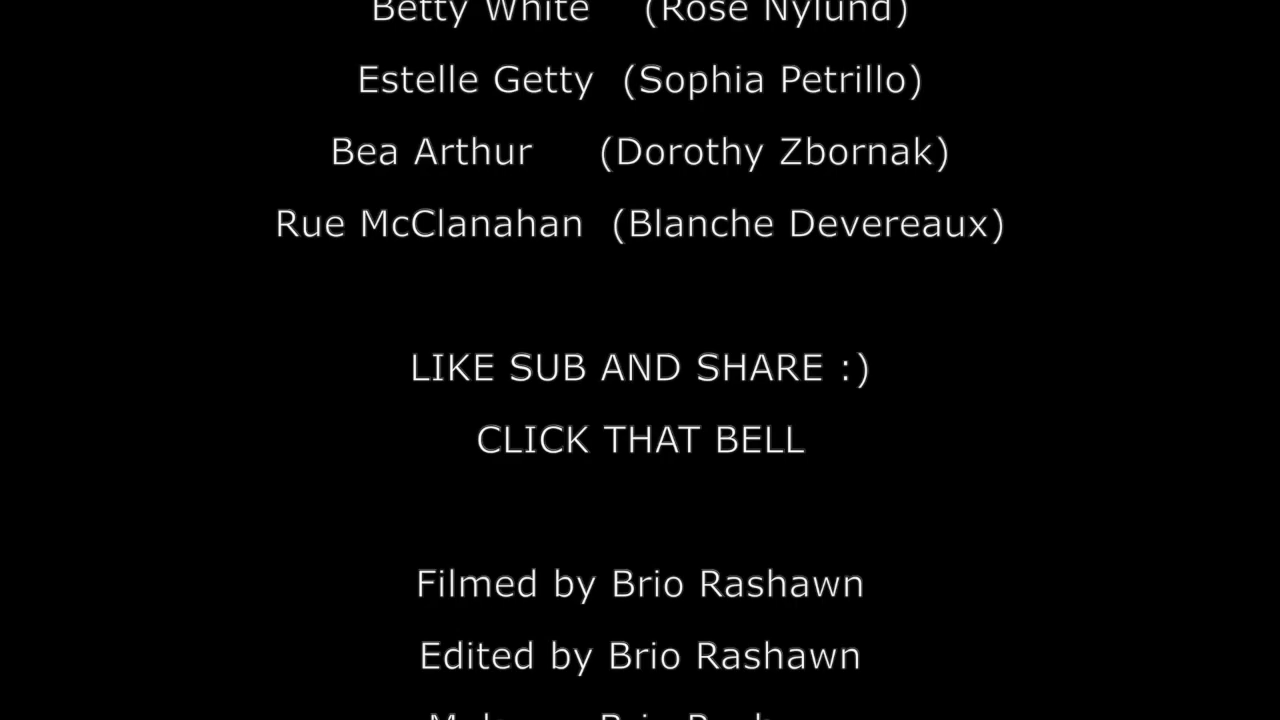 Betty White (Rose Nylund)
Estelle Getty (Sophia Petrillo)
Bea Arthur (Dorothy Zbornak)
Rue McClanahan (Blanche Devereaux)
LIKE SUB AND SHARE :)
CLICK THAT BELL
Filmed by Brio Rashawn
Edited by Brio Rashawn